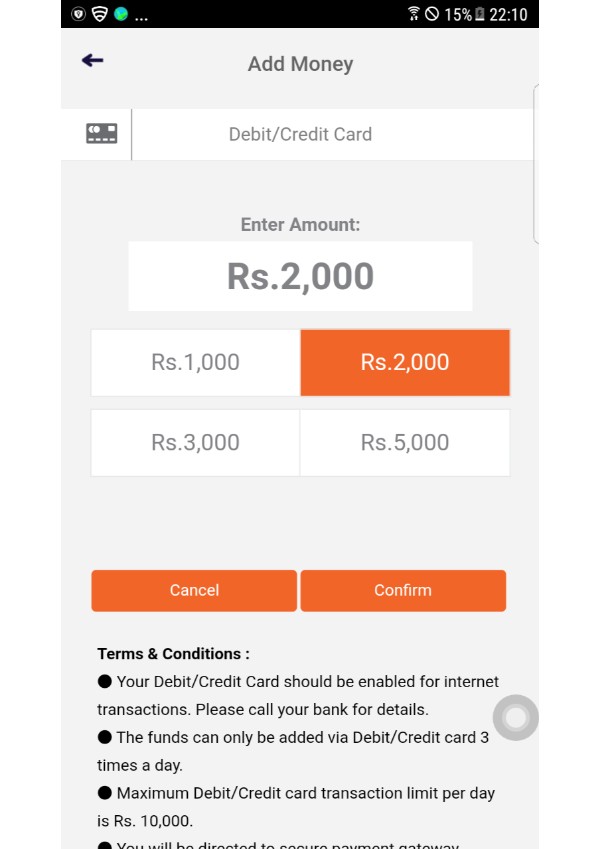 ... 15% 22:10
Add Money
Debit/Credit Card
Enter Amount:
Rs.2,000
Rs.1,000 Rs.2,000
Rs.3,000 Rs.5,000
Cancel Confirm
Terms & Conditions :
● Your Debit/Credit Card should be enabled for internet
transactions. Please call your bank for details.
● The funds can only be added via Debit/Credit card 3
times a day.
● Maximum Debit/Credit card transaction limit per day
is Rs. 10,000.
● You will be directed to secure payment gateway